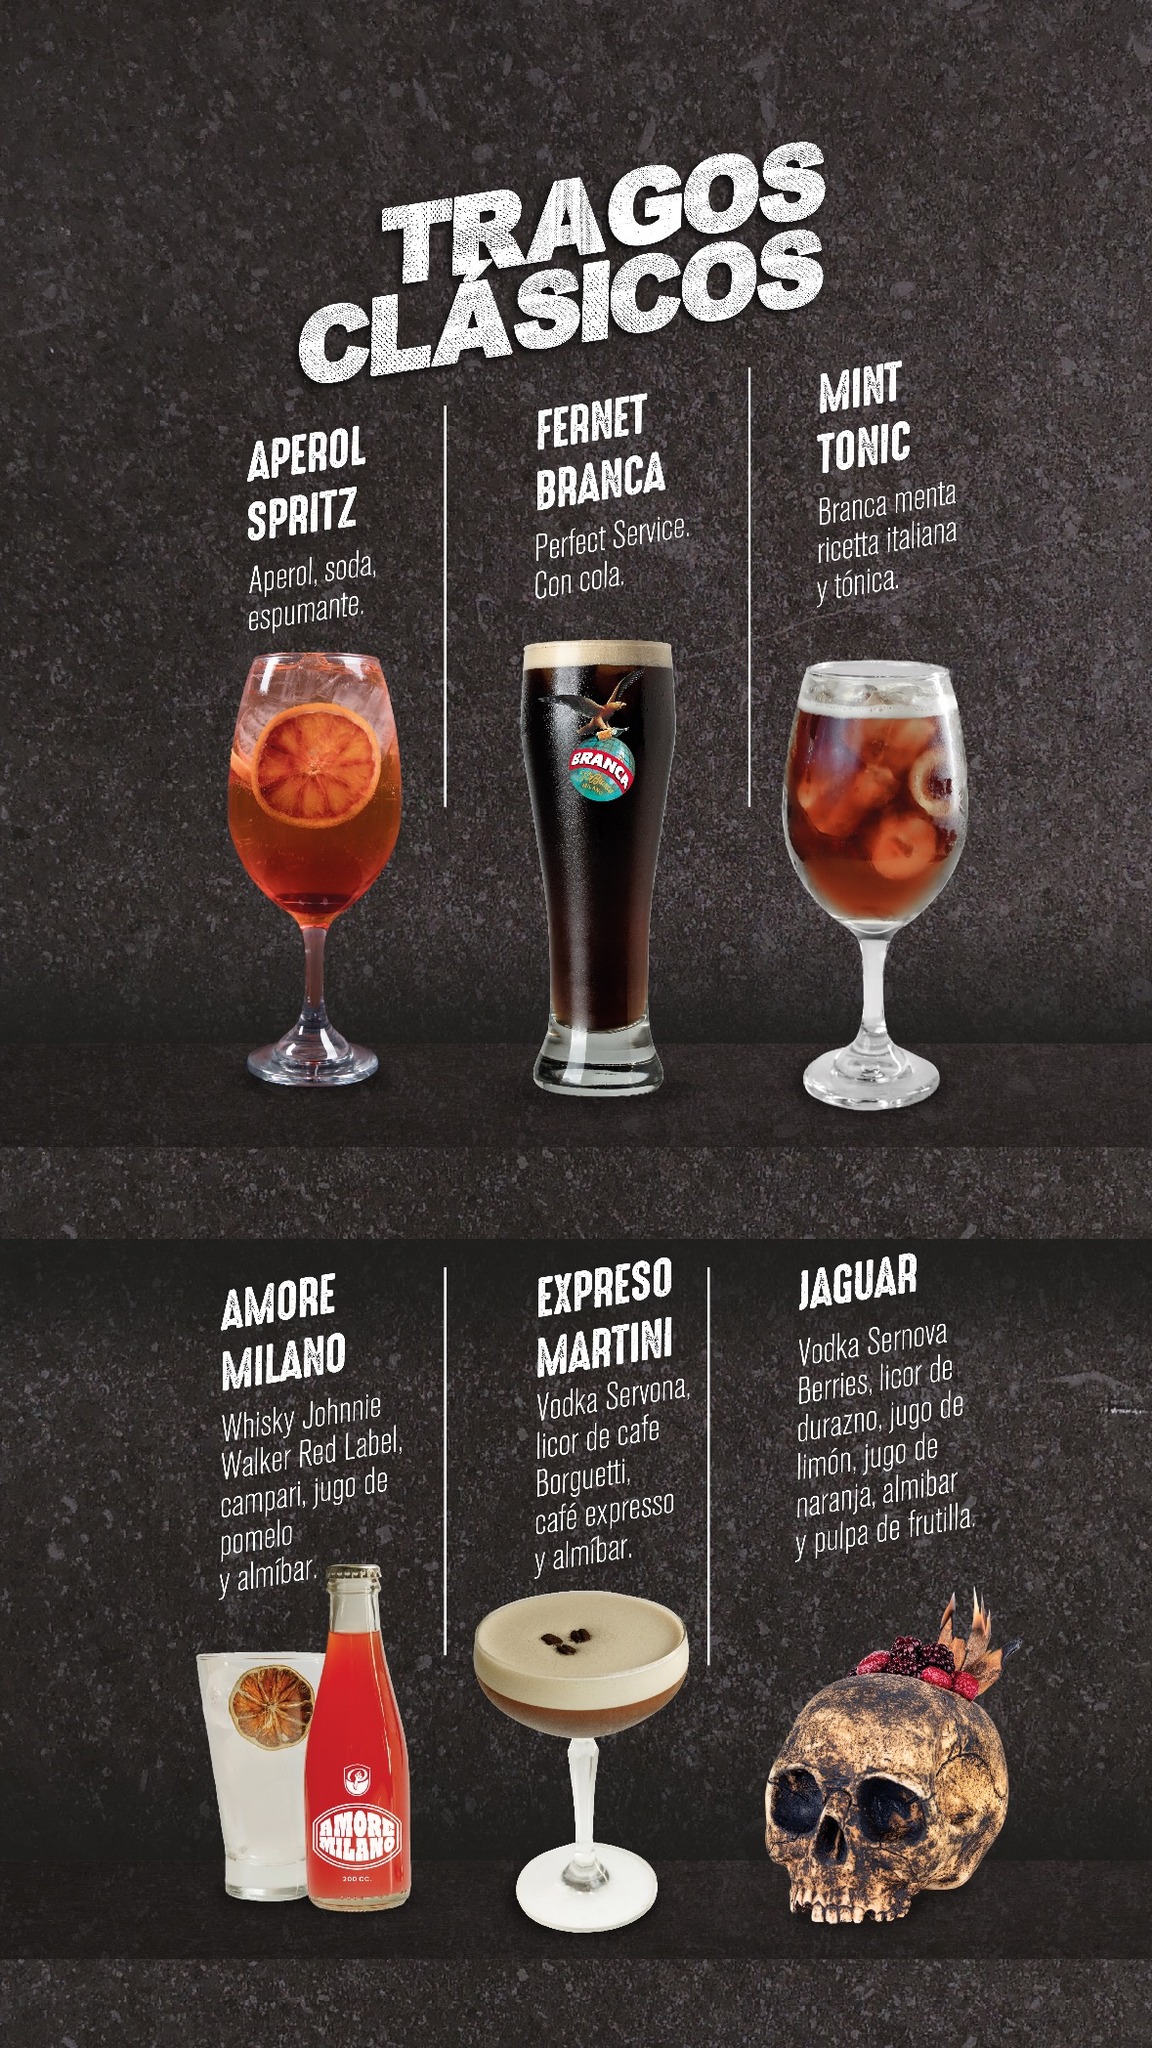 TRAGOS
CLÁSICOS
APEROL
SPRITZ
Aperol, soda,
espumante.
FERNET
BRANCA
Perfect Service.
Con cola.
MINT
TONIC
Branca menta
ricetta italiana
y tónica.
BRANCA
AMORE
MILANO
Whisky Johnnie
Walker Red Label,
campari, jugo de
pomelo
y almíbar.
EXPRESO
MARTINI
Vodka Servona,
licor de cafe
Borguetti,
café expresso
y almíbar.
JAGUAR
Vodka Sernova
Berries, licor de
durazno, jugo de
limón, jugo de
naranja, almibar
y pulpa de frutilla.
AMORE
MILANO
200 CC.